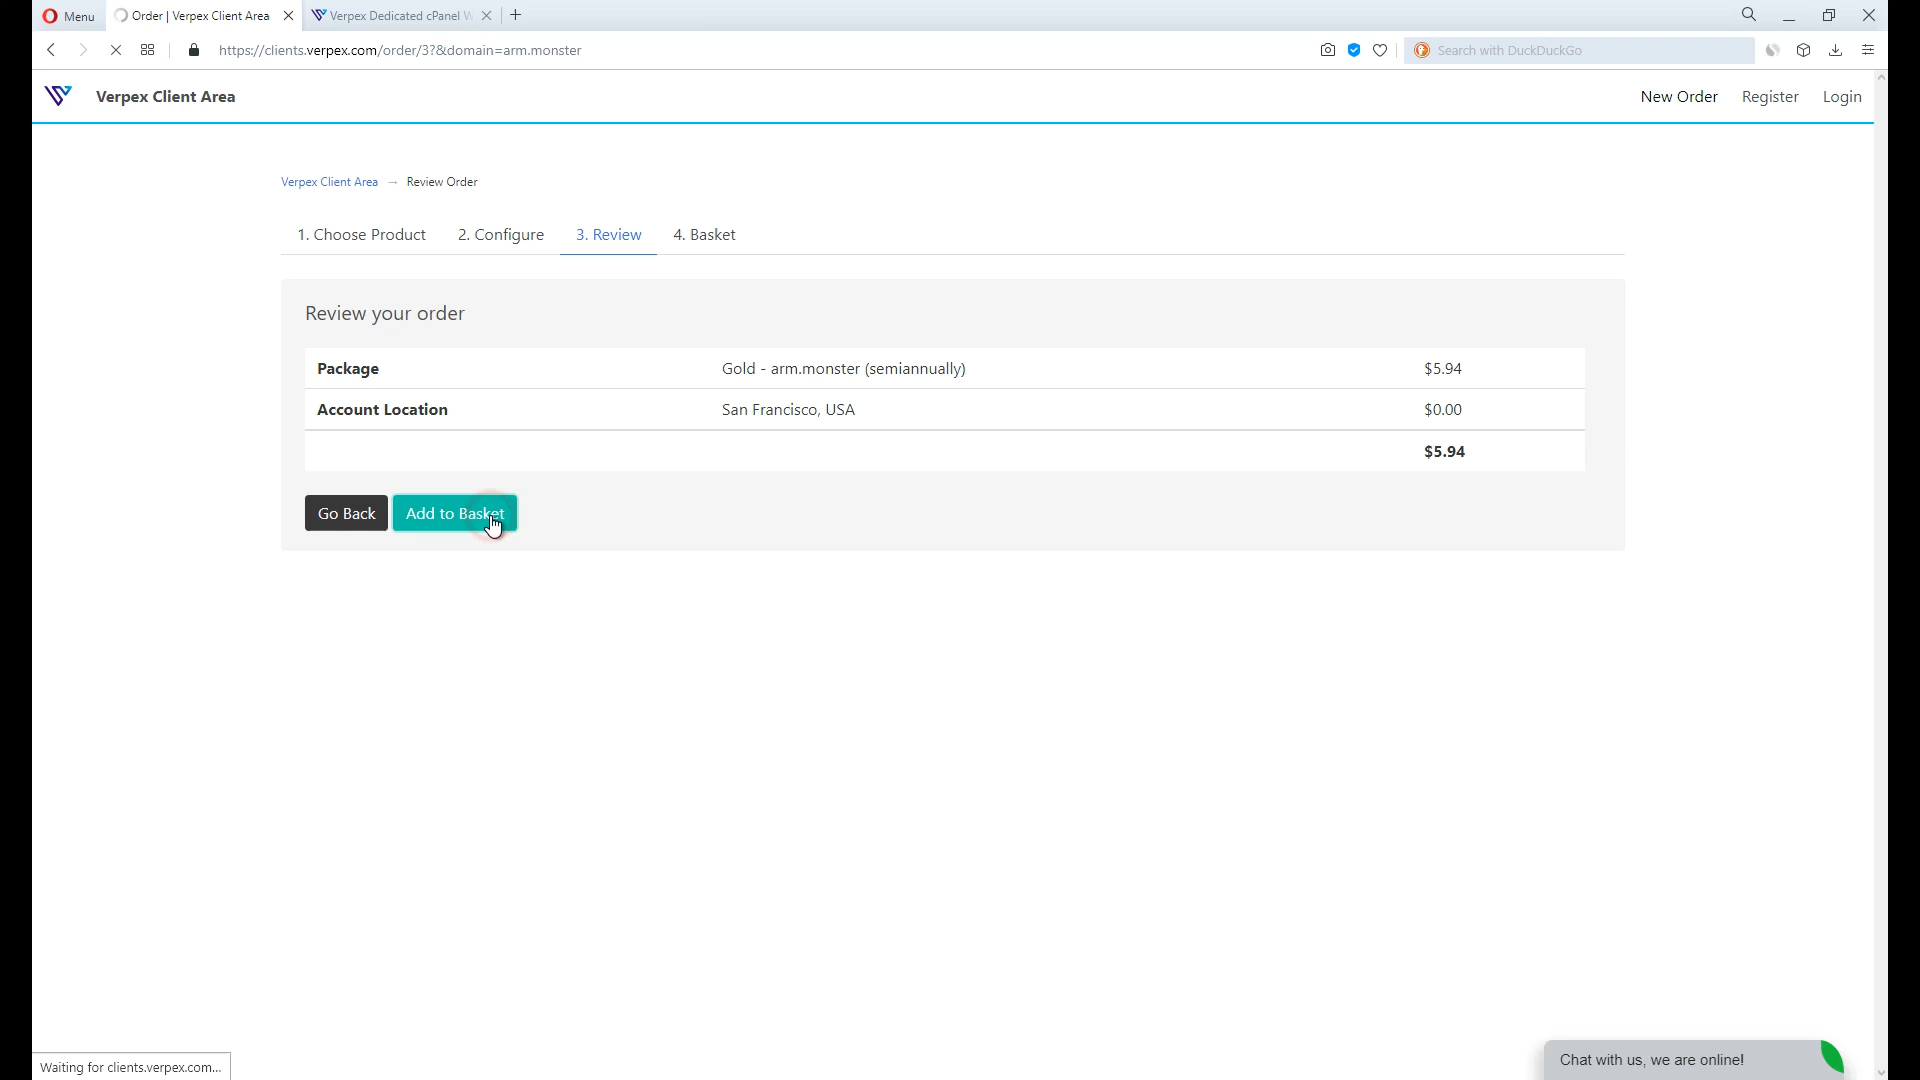 Menu
Order | Verpex Client Area
Verpex Dedicated cPanel W
https://clients.verpex.com/order/3?&domain=arm.monster
Search with DuckDuckGo
Verpex Client Area
New Order
Register
Login
Verpex Client Area → Review Order
1. Choose Product
2. Configure
3. Review
4. Basket
Review your order
Package Gold - arm.monster (semiannually) $5.94
Account Location San Francisco, USA $0.00
$5.94
Go Back
Add to Basket
Waiting for clients.verpex.com...
Chat with us, we are online!